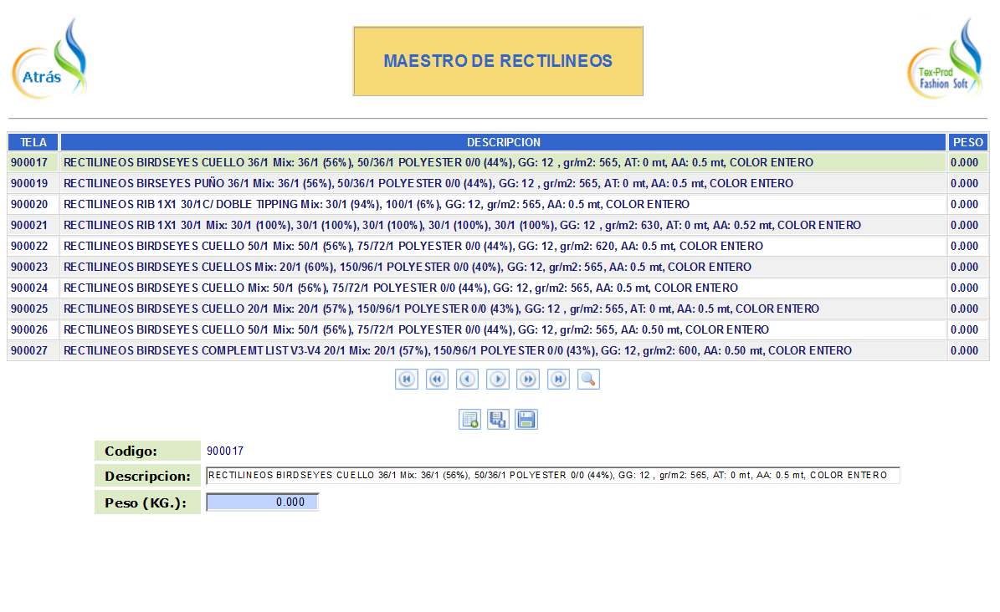 Atrás
MAESTRO DE RECTILINEOS
Tex-Prod
Fashion Soft
TELA DESCRIPCION PESO
900017 RECTILINEOS BIRDSEYES CUELLO 36/1 Mix: 36/1 (56%), 50/36/1 POLYESTER 0/0 (44%), GG: 12 , gr/m2: 565, AT: 0 mt, AA: 0.5 mt, COLOR ENTERO 0.000
900019 RECTILINEOS BIRSEYES PUÑO 36/1 Mix: 36/1 (56%), 50/36/1 POLYESTER 0/0 (44%), GG: 12 , gr/m2: 565, AT: 0 mt, AA: 0.5 mt, COLOR ENTERO 0.000
900020 RECTILINEOS RIB 1X1 30/1 C/ DOBLE TIPPING Mix: 30/1 (94%), 100/1 (6%), GG: 12, gr/m2: 565, AA: 0.5 mt, COLOR ENTERO 0.000
900021 RECTILINEOS RIB 1X1 30/1 Mix: 30/1 (100%), 30/1 (100%), 30/1 (100%), 30/1 (100%), 30/1 (100%), GG: 12 , gr/m2: 630, AT: 0 mt, AA: 0.52 mt, COLOR ENTERO 0.000
900022 RECTILINEOS BIRDSEYES CUELLO 50/1 Mix: 50/1 (56%), 75/72/1 POLYESTER 0/0 (44%), GG: 12, gr/m2: 620, AA: 0.5 mt, COLOR ENTERO 0.000
900023 RECTILINEOS BIRDSEYES CUELLOS Mix: 20/1 (60%), 150/96/1 POLYESTER 0/0 (40%), GG: 12, gr/m2: 565, AA: 0.5 mt, COLOR ENTERO 0.000
900024 RECTILINEOS BIRDSEYES CUELLO Mix: 50/1 (56%), 75/72/1 POLYESTER 0/0 (44%), GG: 12, gr/m2: 565, AA: 0.5 mt, COLOR ENTERO 0.000
900025 RECTILINEOS BIRDSEYES CUELLO 20/1 Mix: 20/1 (57%), 150/96/1 POLYESTER 0/0 (43%), GG: 12 , gr/m2: 565, AT: 0 mt, AA: 0.5 mt, COLOR ENTERO 0.000
900026 RECTILINEOS BIRDSEYES CUELLO 50/1 Mix: 50/1 (56%), 75/72/1 POLYESTER 0/0 (44%), GG: 12, gr/m2: 565, AA: 0.50 mt, COLOR ENTERO 0.000
900027 RECTILINEOS BIRDSEYES COMPLEMT LIST V3-V4 20/1 Mix: 20/1 (57%), 150/96/1 POLYESTER 0/0 (43%), GG: 12, gr/m2: 600, AA: 0.50 mt, COLOR ENTERO 0.000
Codigo: 900017
Descripcion: RECTILINEOS BIRDSEYES CUELLO 36/1 Mix: 36/1 (56%), 50/36/1 POLYESTER 0/0 (44%), GG: 12 , gr/m2: 565, AT: 0 mt, AA: 0.5 mt, COLOR ENTERO
Peso (KG.): 0.000